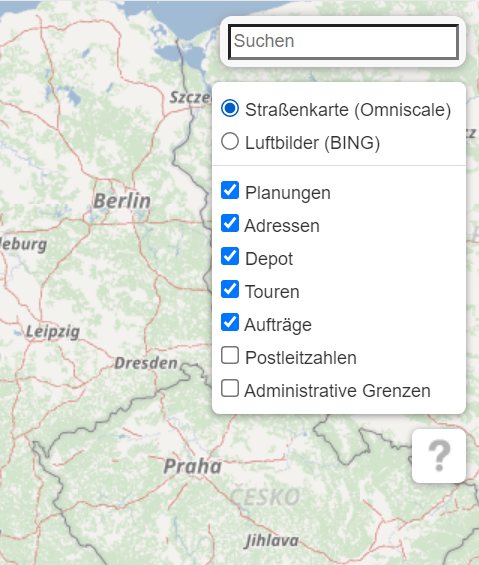 Suchen
Szcze
Straßenkarte (Omniscale)
Luftbilder (BING)
Berlin
Planungen
Adressen
Depot
Touren
Aufträge
Postleitzahlen
Administrative Grenzen
leburg
Leipzig
Dresden
Praha
?
ČESKO
Jihlava